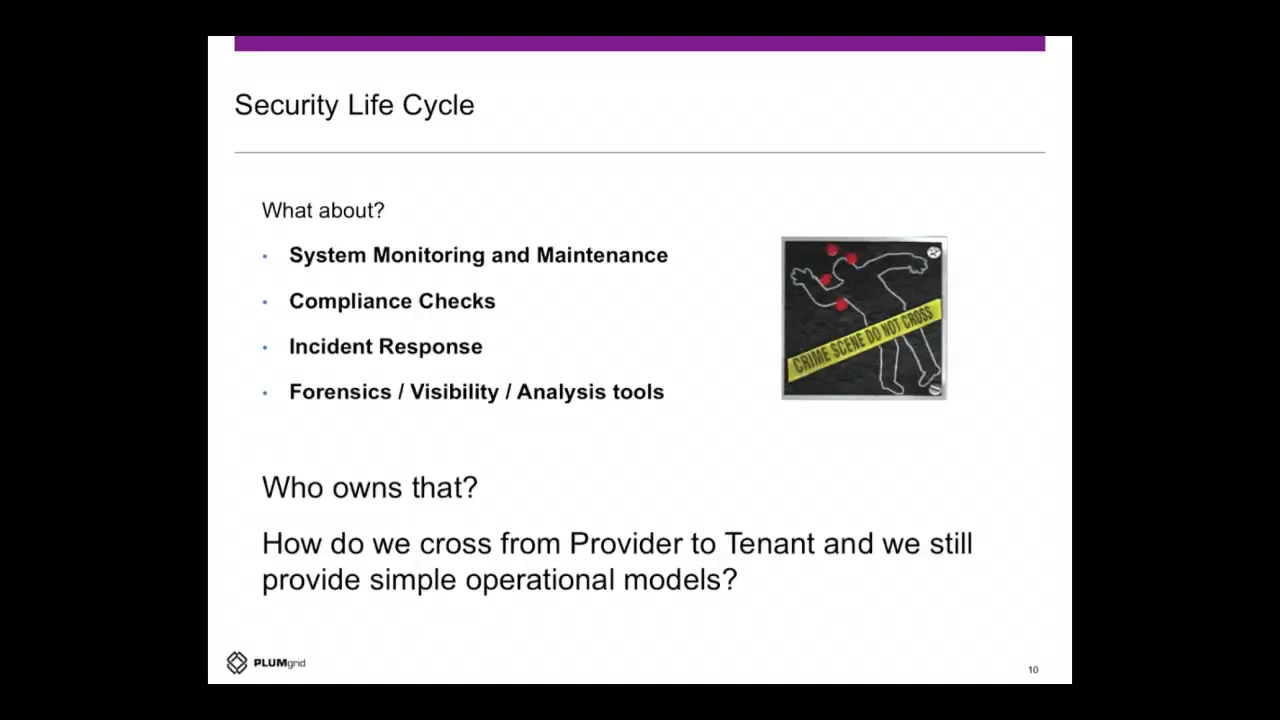 Security Life Cycle
What about?
• System Monitoring and Maintenance
• Compliance Checks
• Incident Response
• Forensics / Visibility / Analysis tools
CRIME SCENE DO NOT CROSS
Who owns that?
How do we cross from Provider to Tenant and we still
provide simple operational models?
PLUMgrid
10